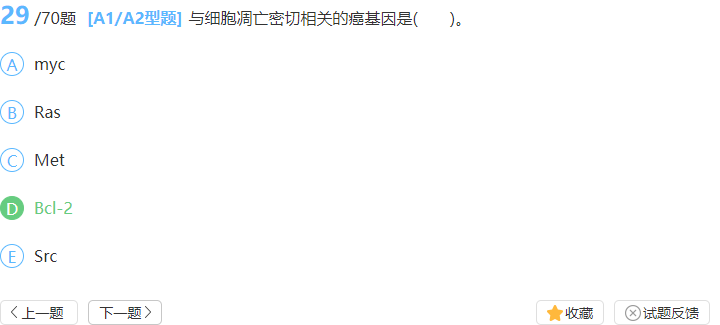 29 /70题 [A1/A2型题] 与细胞凋亡密切相关的癌基因是( )。
A myc
B Ras
C Met
D Bcl-2
E Src
上一题 下一题 收藏 试题反馈